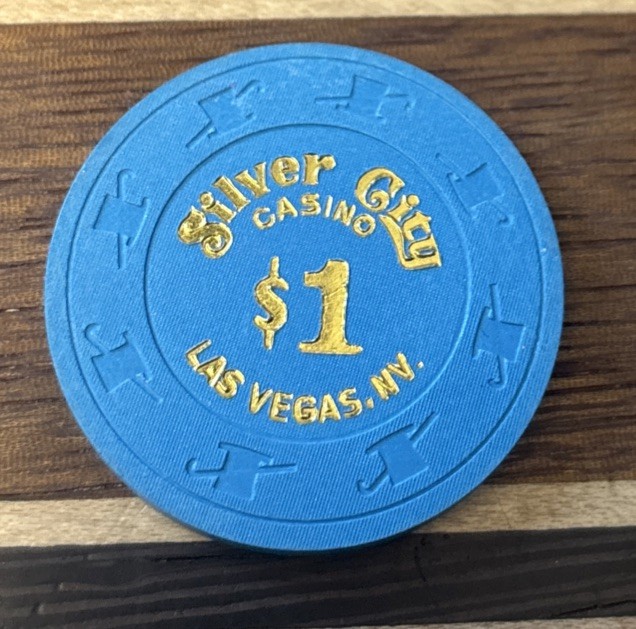 Silver City
CASINO
$1
LAS VEGAS, NV.